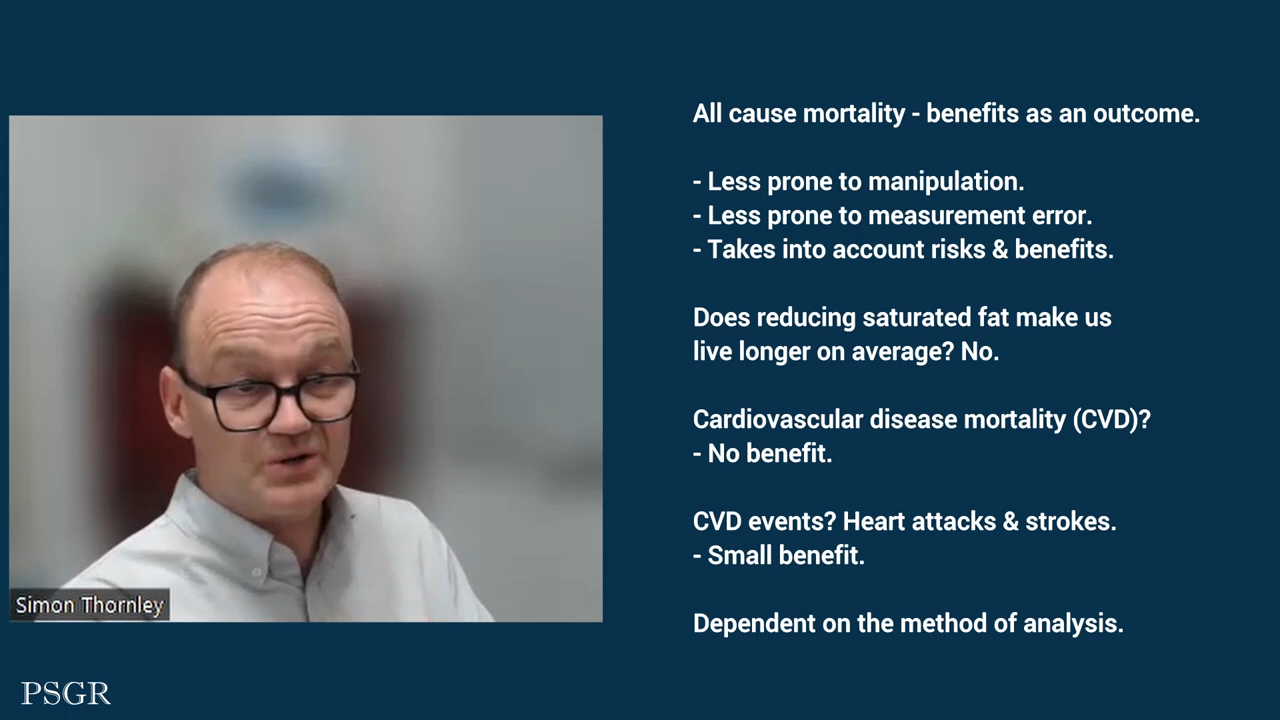 All cause mortality - benefits as an outcome.
- Less prone to manipulation.
- Less prone to measurement error.
- Takes into account risks & benefits.
Does reducing saturated fat make us
live longer on average? No.
Cardiovascular disease mortality (CVD)?
- No benefit.
CVD events? Heart attacks & strokes.
- Small benefit.
Dependent on the method of analysis.
Simon Thornley
PSGR